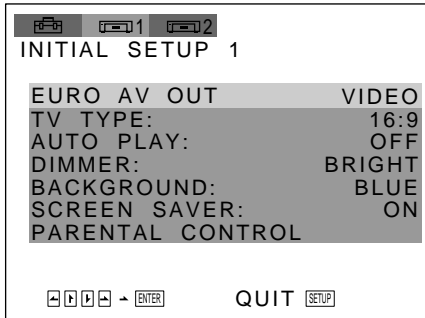 1 2
INITIAL SETUP 1
EURO AV OUT VIDEO
TV TYPE: 16:9
AUTO PLAY: OFF
DIMMER: BRIGHT
BACKGROUND: BLUE
SCREEN SAVER: ON
PARENTAL CONTROL
ENTER QUIT SETUP